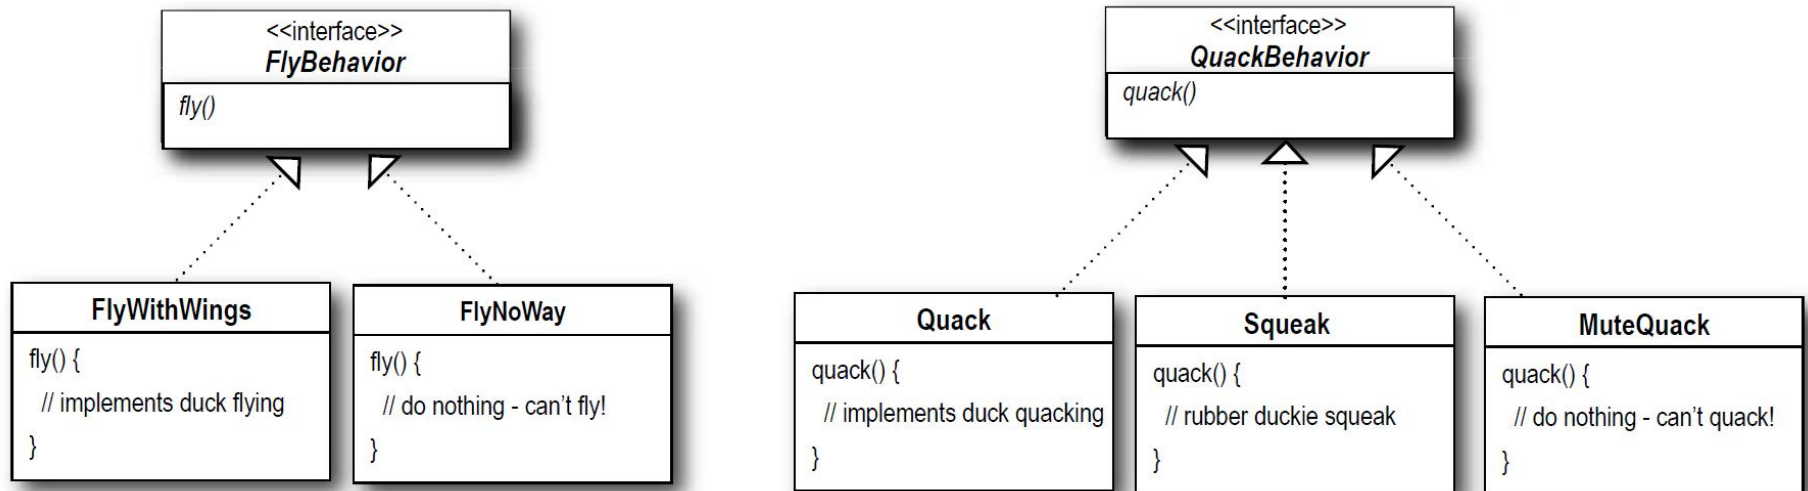 <<interface>>
FlyBehavior
fly()
<<interface>>
QuackBehavior
quack()
FlyWithWings
fly() {
// implements duck flying
}
FlyNoWay
fly() {
// do nothing - can’t fly!
}
Quack
quack() {
// implements duck quacking
}
Squeak
quack() {
// rubber duckie squeak
}
MuteQuack
quack() {
// do nothing - can’t quack!
}